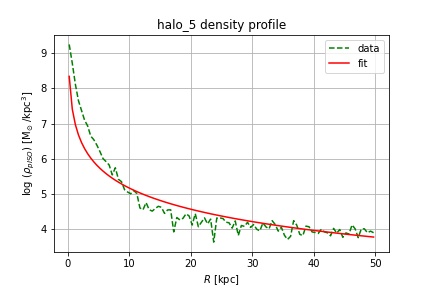 halo_5 density profile
data
fit
log (ρ_pISO) [M_⊙ /kpc³]
9
8
7
6
5
4
0
10
20
30
40
50
R [kpc]